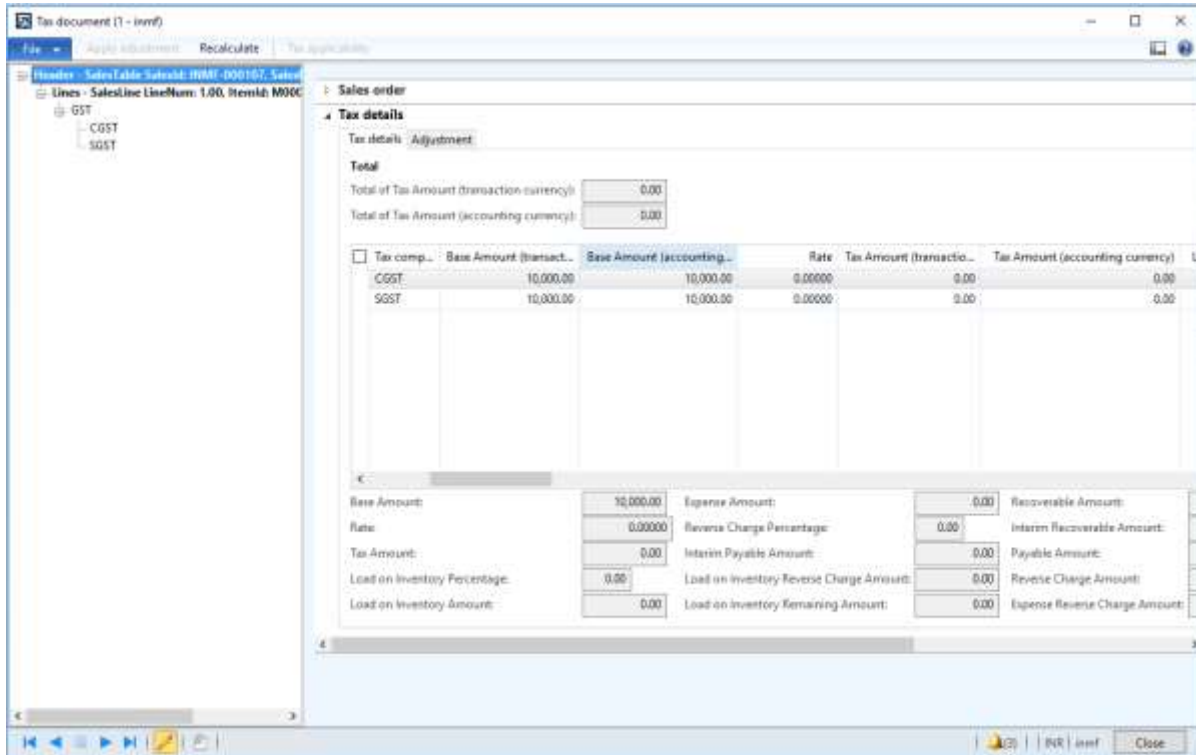 Tax document (1 - inmf)
File
Apply adjustment
Recalculate
Tax applicability
Header - SalesTable SalesId: INMF-000107, Sales
Lines - SalesLine LineNum: 1.00, ItemId: M000
GST
CGST
SGST
Sales order
Tax details
Tax details Adjustment
Total
Total of Tax Amount (transaction currency): 0.00
Total of Tax Amount (accounting currency): 0.00
Tax comp... Base Amount (transact... Base Amount (accounting... Rate Tax Amount (transactio... Tax Amount (accounting currency)
CGST 10,000.00 10,000.00 0.00000 0.00 0.00
SGST 10,000.00 10,000.00 0.00000 0.00 0.00
Base Amount: 10,000.00 Expense Amount: 0.00 Recoverable Amount:
Rate: 0.00000 Reverse Charge Percentage: 0.00 Interim Recoverable Amount:
Tax Amount: 0.00 Interim Payable Amount: 0.00 Payable Amount:
Load on Inventory Percentage: 0.00 Load on Inventory Reverse Charge Amount: 0.00 Reverse Charge Amount:
Load on Inventory Amount: 0.00 Load on Inventory Remaining Amount: 0.00 Expense Reverse Charge Amount:
(3) INR inmf Close